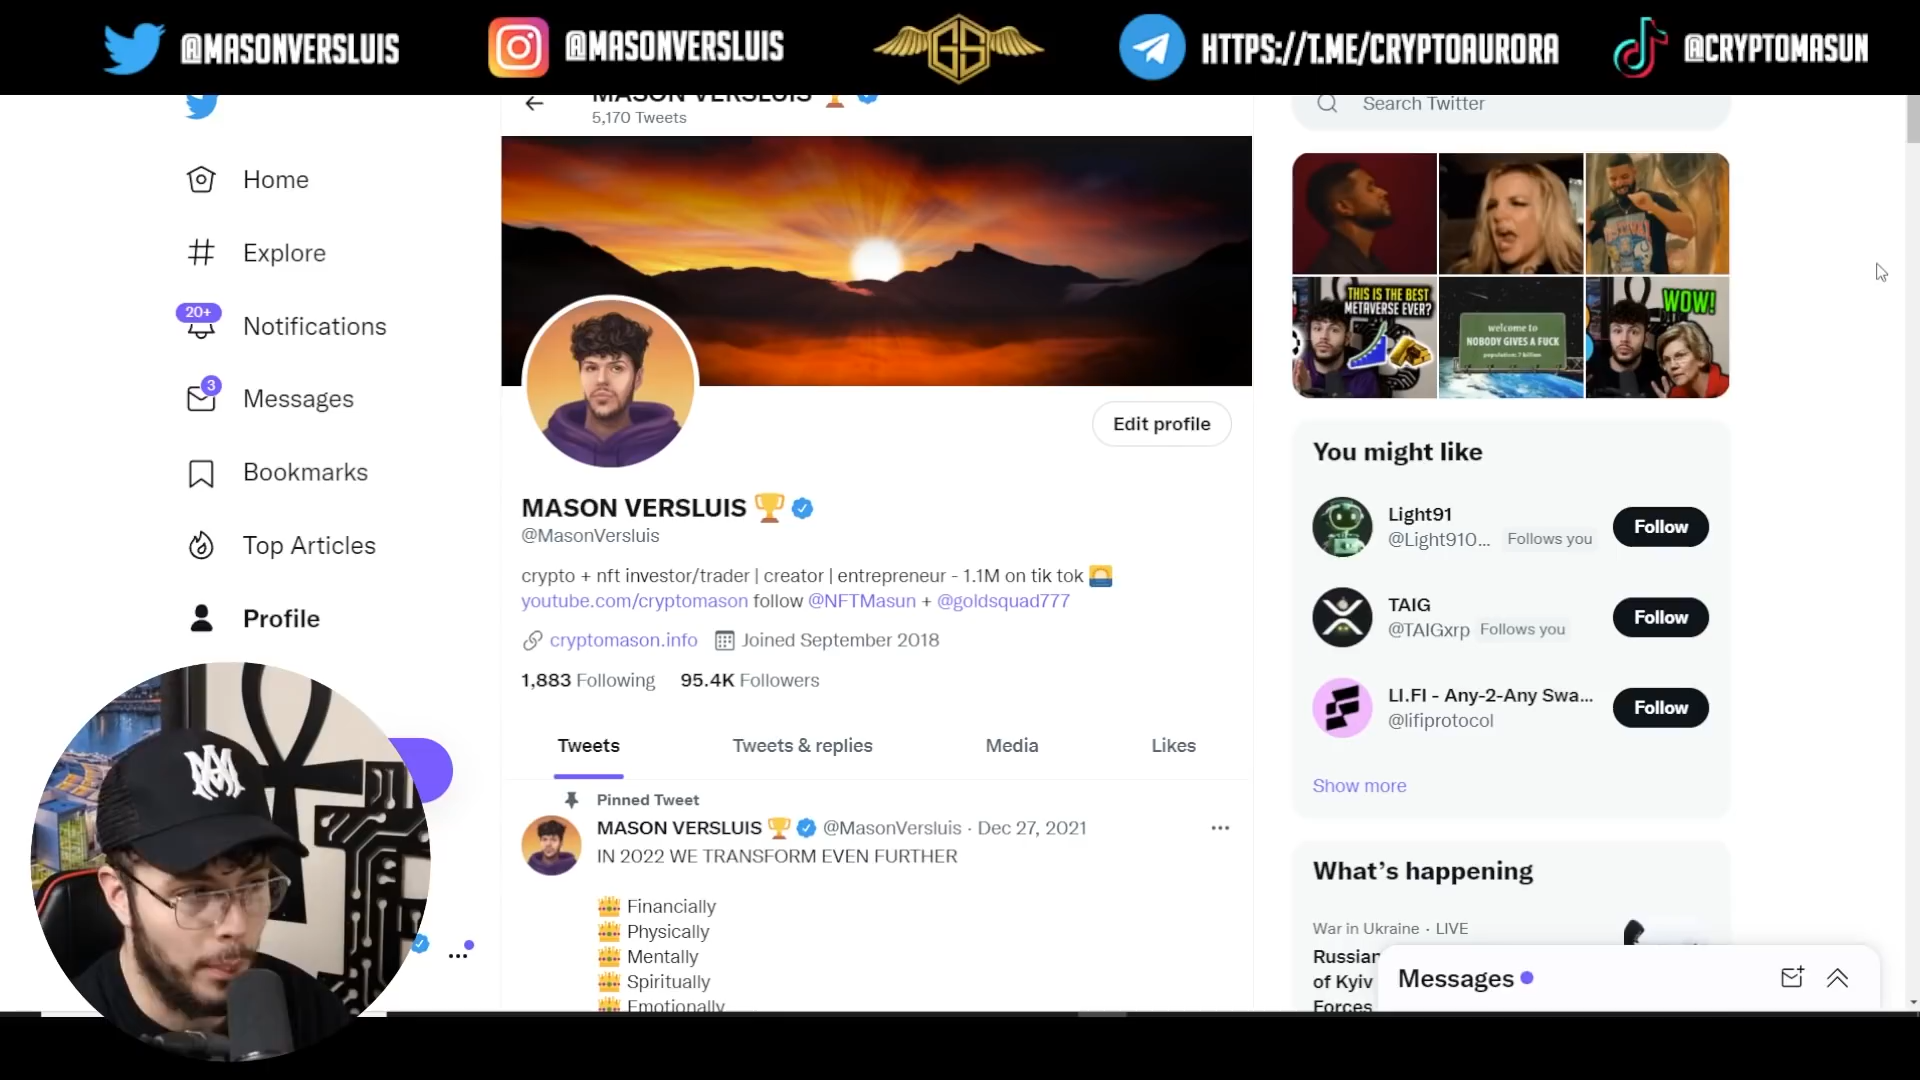 @MASONVERSLUIS
@MASONVERSLUIS
GS
HTTPS://T.ME/CRYPTOAURORA
@CRYPTOMASUN
MASON VERSLUIS
5,170 Tweets
Search Twitter
Home
Explore
20+
Notifications
3
Messages
Bookmarks
Top Articles
Profile
Edit profile
MASON VERSLUIS
@MasonVersluis
crypto + nft investor/trader | creator | entrepreneur - 1.1M on tik tok
youtube.com/cryptomason follow @NFTMasun + @goldsquad777
cryptomason.info Joined September 2018
1,883 Following 95.4K Followers
Tweets Tweets & replies Media Likes
Pinned Tweet
MASON VERSLUIS @MasonVersluis · Dec 27, 2021
IN 2022 WE TRANSFORM EVEN FURTHER
Financially
Physically
Mentally
Spiritually
Emotionally
THIS IS THE BEST
METAVERSE EVER?
welcome to
NOBODY GIVES A FUCK
population: 7 billion
WOW!
You might like
Light91
@Light910... Follows you
Follow
TAIG
@TAIGxrp Follows you
Follow
LI.FI - Any-2-Any Swa...
@lifiprotocol
Follow
Show more
What's happening
War in Ukraine · LIVE
Russian
of Kyiv
Forces
Messages